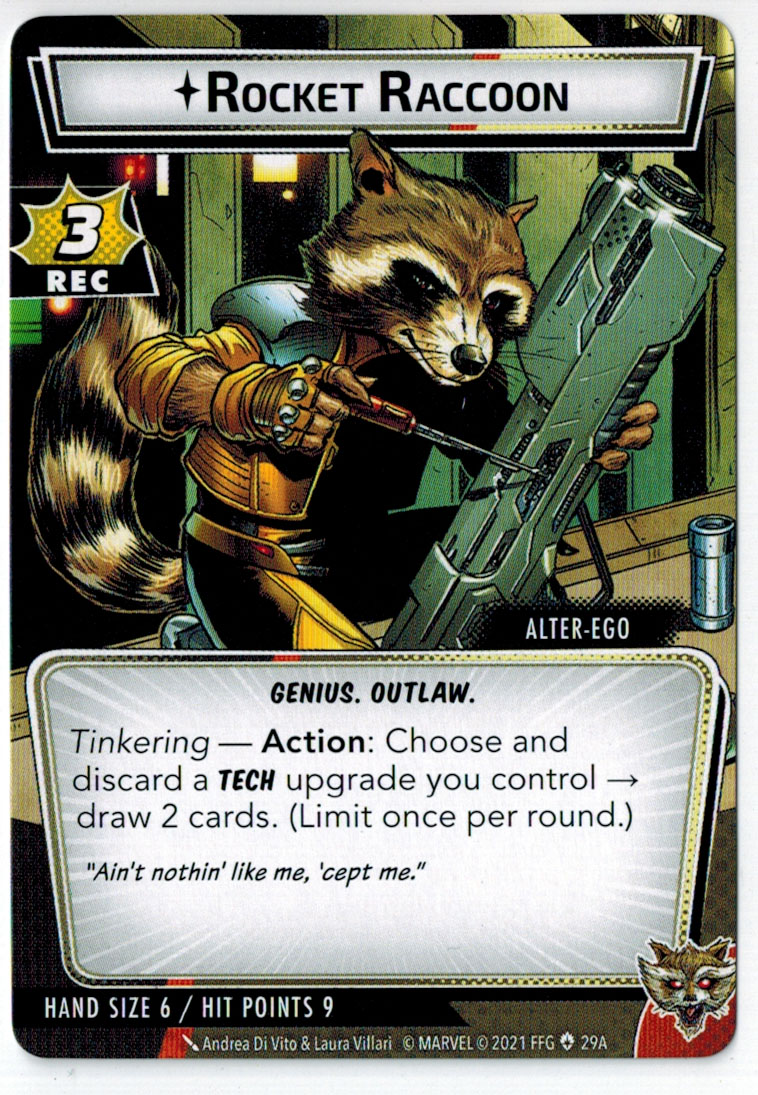 ROCKET RACCOON
3
REC
ALTER-EGO
GENIUS. OUTLAW.
Tinkering — Action: Choose and
discard a TECH upgrade you control →
draw 2 cards. (Limit once per round.)
"Ain't nothin' like me, 'cept me."
HAND SIZE 6 / HIT POINTS 9
Andrea Di Vito & Laura Villari © MARVEL © 2021 FFG 29A